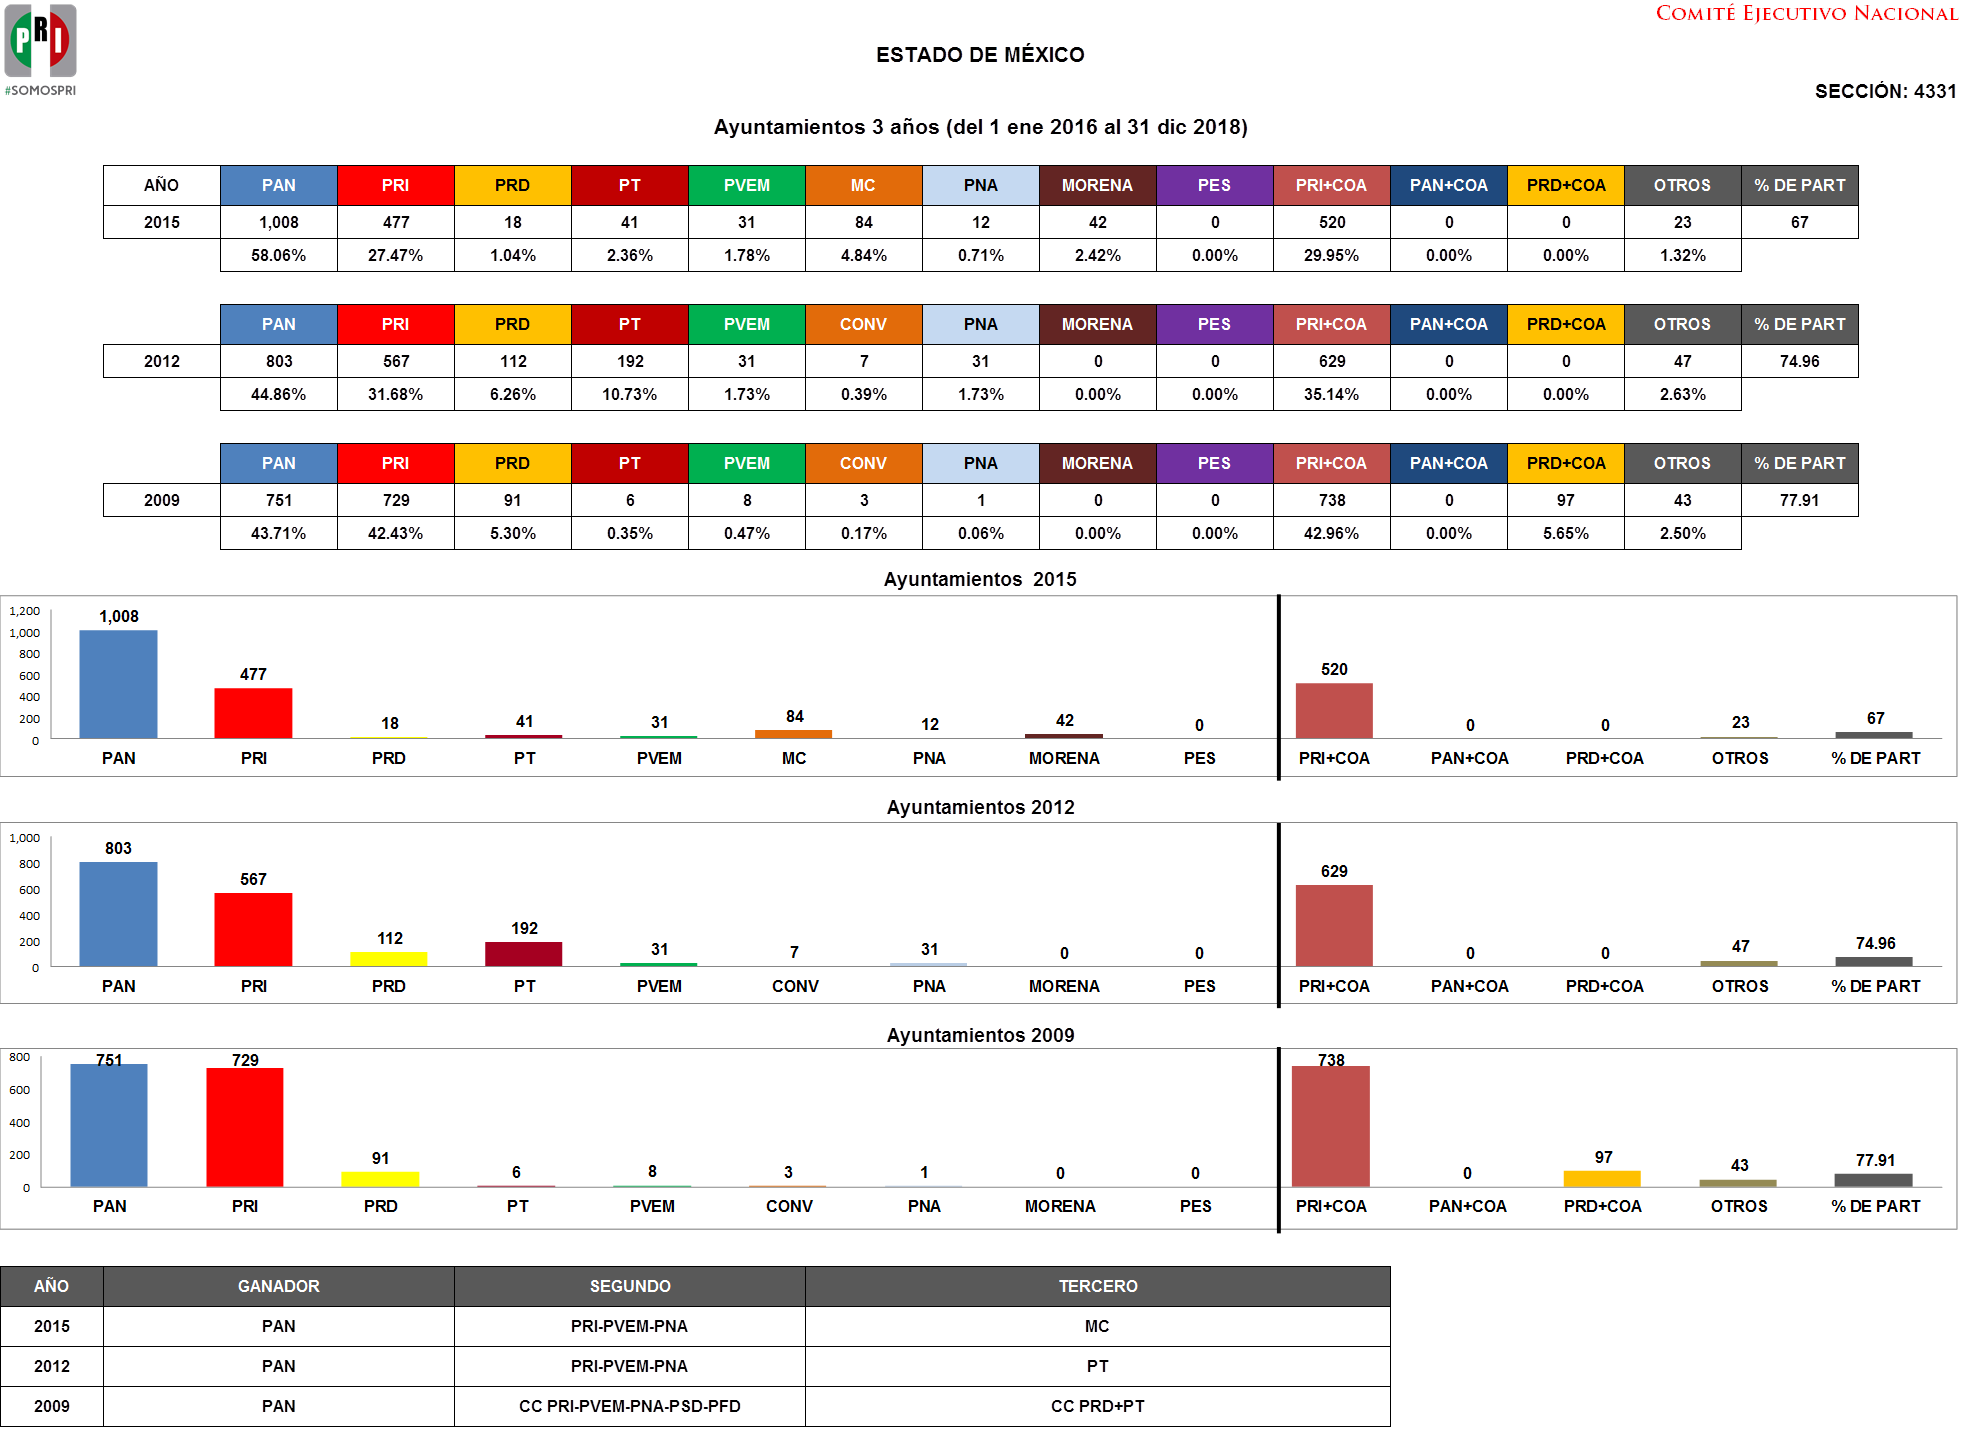 PRI
#SOMOSPRI
COMITÉ EJECUTIVO NACIONAL
ESTADO DE MÉXICO
SECCIÓN: 4331
Ayuntamientos 3 años (del 1 ene 2016 al 31 dic 2018)
AÑO PAN PRI PRD PT PVEM MC PNA MORENA PES PRI+COA PAN+COA PRD+COA OTROS % DE PART
2015 1,008 477 18 41 31 84 12 42 0 520 0 0 23 67
58.06% 27.47% 1.04% 2.36% 1.78% 4.84% 0.71% 2.42% 0.00% 29.95% 0.00% 0.00% 1.32%
PAN PRI PRD PT PVEM CONV PNA MORENA PES PRI+COA PAN+COA PRD+COA OTROS % DE PART
2012 803 567 112 192 31 7 31 0 0 629 0 0 47 74.96
44.86% 31.68% 6.26% 10.73% 1.73% 0.39% 1.73% 0.00% 0.00% 35.14% 0.00% 0.00% 2.63%
PAN PRI PRD PT PVEM CONV PNA MORENA PES PRI+COA PAN+COA PRD+COA OTROS % DE PART
2009 751 729 91 6 8 3 1 0 0 738 0 97 43 77.91
43.71% 42.43% 5.30% 0.35% 0.47% 0.17% 0.06% 0.00% 0.00% 42.96% 0.00% 5.65% 2.50%
Ayuntamientos 2015
1,200
1,000
800
600
400
200
0
1,008 477 18 41 31 84 12 42 0 520 0 0 23 67
PAN PRI PRD PT PVEM MC PNA MORENA PES PRI+COA PAN+COA PRD+COA OTROS % DE PART
Ayuntamientos 2012
1,000
800
600
400
200
0
803 567 112 192 31 7 31 0 0 629 0 0 47 74.96
PAN PRI PRD PT PVEM CONV PNA MORENA PES PRI+COA PAN+COA PRD+COA OTROS % DE PART
Ayuntamientos 2009
800
600
400
200
0
751 729 91 6 8 3 1 0 0 738 0 97 43 77.91
PAN PRI PRD PT PVEM CONV PNA MORENA PES PRI+COA PAN+COA PRD+COA OTROS % DE PART
AÑO GANADOR SEGUNDO TERCERO
2015 PAN PRI-PVEM-PNA MC
2012 PAN PRI-PVEM-PNA PT
2009 PAN CC PRI-PVEM-PNA-PSD-PFD CC PRD+PT